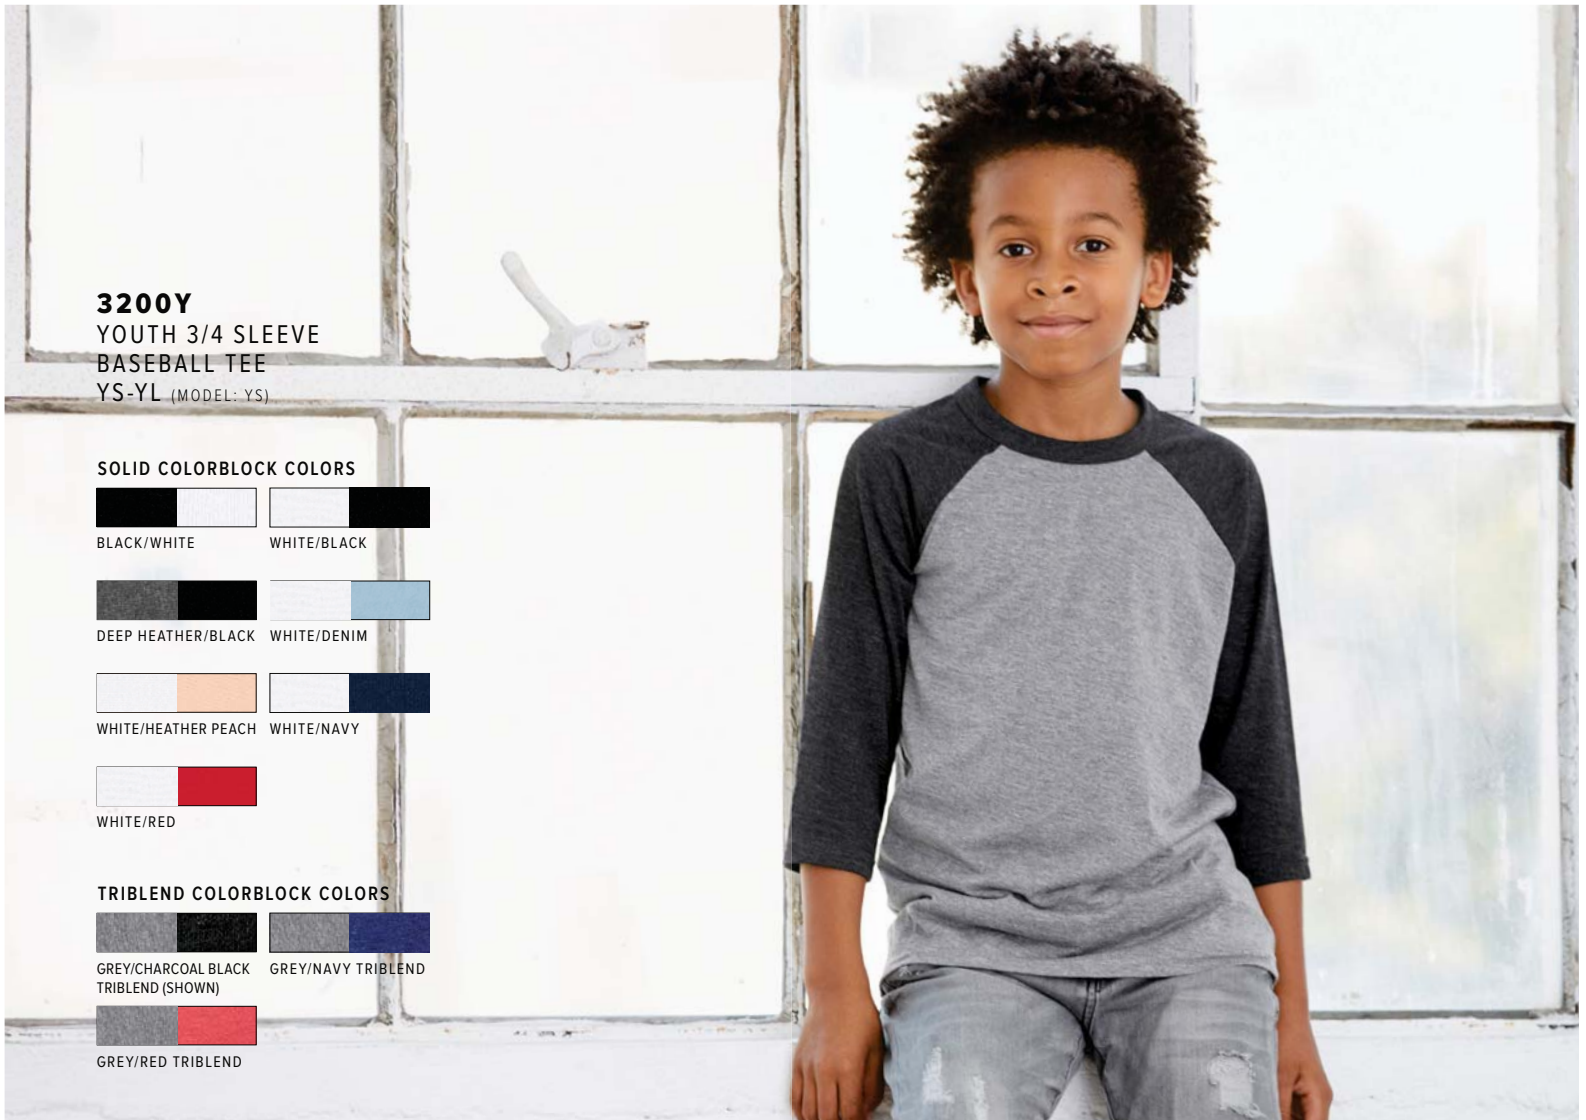 3200Y
YOUTH 3/4 SLEEVE
BASEBALL TEE
YS-YL (MODEL: YS)
SOLID COLORBLOCK COLORS
BLACK/WHITE
WHITE/BLACK
DEEP HEATHER/BLACK
WHITE/DENIM
WHITE/HEATHER PEACH
WHITE/NAVY
WHITE/RED
TRIBLEND COLORBLOCK COLORS
GREY/CHARCOAL BLACK
TRIBLEND (SHOWN)
GREY/NAVY TRIBLEND
GREY/RED TRIBLEND